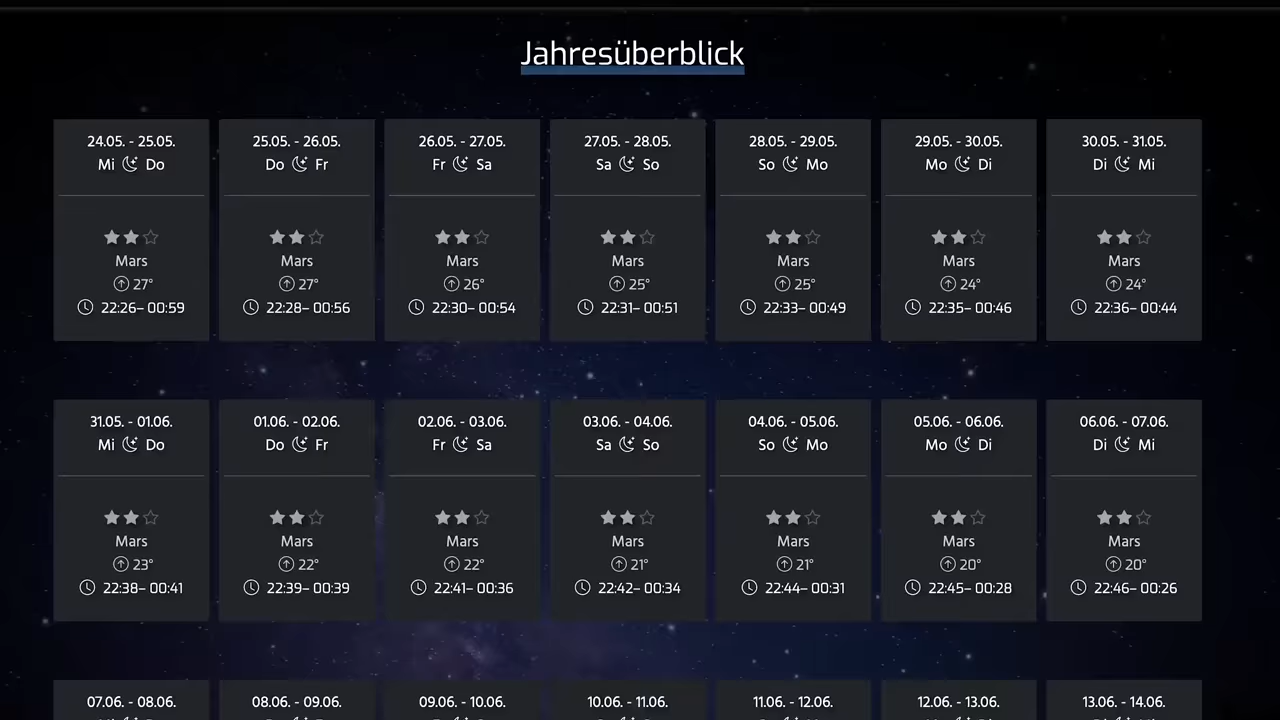 Jahresüberblick
24.05. - 25.05. 25.05. - 26.05. 26.05. - 27.05. 27.05. - 28.05. 28.05. - 29.05. 29.05. - 30.05. 30.05. - 31.05.
Mi Do Do Fr Fr Sa Sa So So Mo Mo Di Di Mi
Mars Mars Mars Mars Mars Mars Mars
27° 27° 26° 25° 25° 24° 24°
22:26– 00:59 22:28– 00:56 22:30– 00:54 22:31– 00:51 22:33– 00:49 22:35– 00:46 22:36– 00:44
31.05. - 01.06. 01.06. - 02.06. 02.06. - 03.06. 03.06. - 04.06. 04.06. - 05.06. 05.06. - 06.06. 06.06. - 07.06.
Mi Do Do Fr Fr Sa Sa So So Mo Mo Di Di Mi
Mars Mars Mars Mars Mars Mars Mars
23° 22° 22° 21° 21° 20° 20°
22:38– 00:41 22:39– 00:39 22:41– 00:36 22:42– 00:34 22:44– 00:31 22:45– 00:28 22:46– 00:26
07.06. - 08.06. 08.06. - 09.06. 09.06. - 10.06. 10.06. - 11.06. 11.06. - 12.06. 12.06. - 13.06. 13.06. - 14.06.